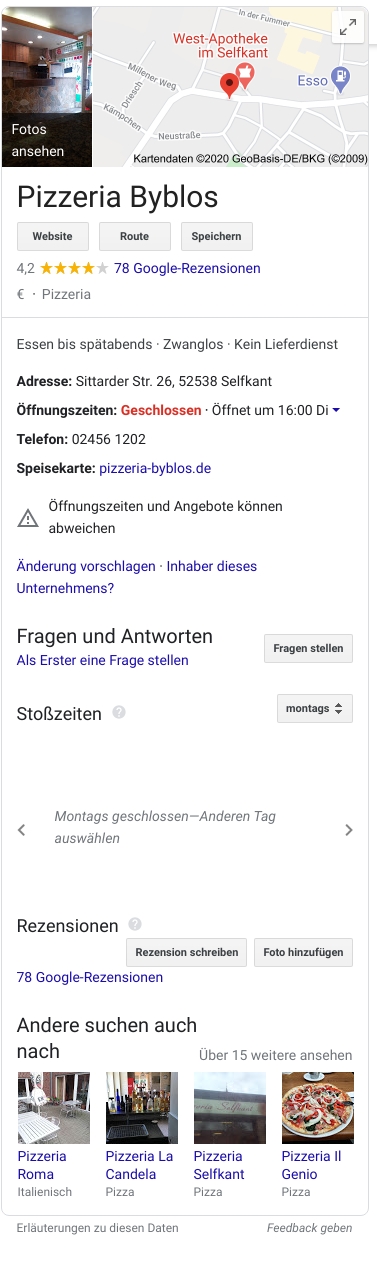 In der Fummer
West-Apotheke
im Selfkant
Millener Weg
Driesch
Esso
Kämpchen
Neustraße
Fotos
ansehen
Kartendaten ©2020 GeoBasis-DE/BKG (©2009)
Pizzeria Byblos
Website Route Speichern
4,2 78 Google-Rezensionen
€ · Pizzeria
Essen bis spätabends · Zwanglos · Kein Lieferdienst
Adresse: Sittarder Str. 26, 52538 Selfkant
Öffnungszeiten: Geschlossen · Öffnet um 16:00 Di
Telefon: 02456 1202
Speisekarte: pizzeria-byblos.de
Öffnungszeiten und Angebote können
abweichen
Änderung vorschlagen · Inhaber dieses
Unternehmens?
Fragen und Antworten
Als Erster eine Frage stellen
Fragen stellen
Stoßzeiten ?
montags
Montags geschlossen—Anderen Tag
auswählen
Rezensionen ?
Rezension schreiben Foto hinzufügen
78 Google-Rezensionen
Andere suchen auch
nach
Über 15 weitere ansehen
Pizzeria Roma Italienisch
Pizzeria La Candela Pizza
Pizzeria Selfkant Pizza
Pizzeria Il Genio Pizza
Erläuterungen zu diesen Daten Feedback geben